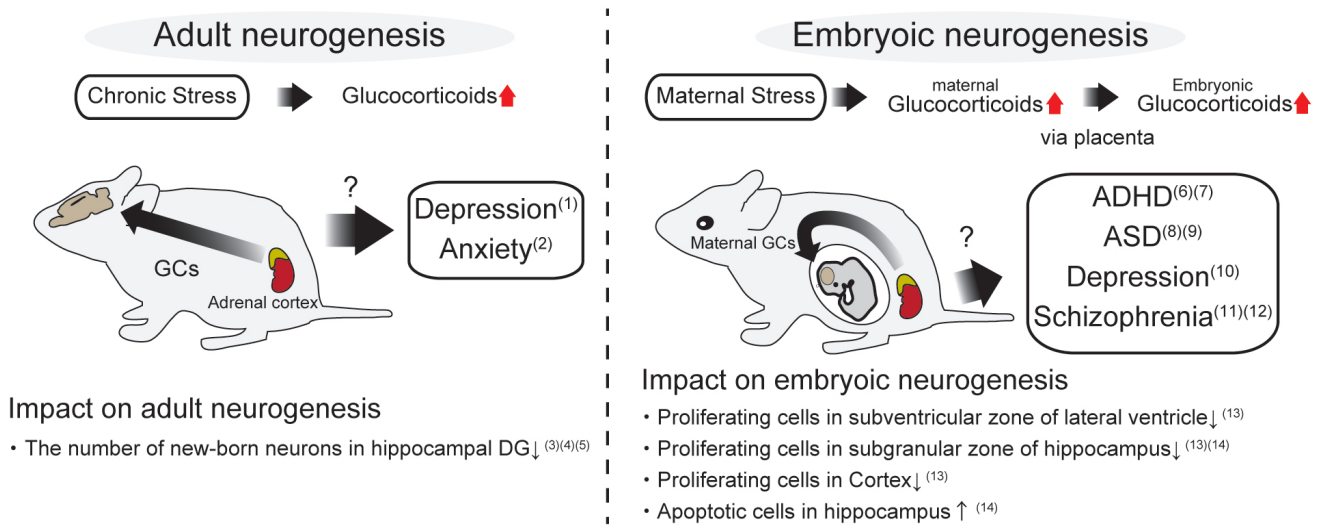 Adult neurogenesis
Chronic Stress
Glucocorticoids
GCs
Adrenal cortex
?
Depression(1)
Anxiety(2)
Impact on adult neurogenesis
・The number of new-born neurons in hippocampal DG↓ (3)(4)(5)
Embryoic neurogenesis
Maternal Stress
maternal
Glucocorticoids
Embryonic
Glucocorticoids
via placenta
Maternal GCs
?
ADHD(6)(7)
ASD(8)(9)
Depression(10)
Schizophrenia(11)(12)
Impact on embryoic neurogenesis
・Proliferating cells in subventricular zone of lateral ventricle↓ (13)
・Proliferating cells in subgranular zone of hippocampus↓ (13)(14)
・Proliferating cells in Cortex↓ (13)
・Apoptotic cells in hippocampus ↑ (14)